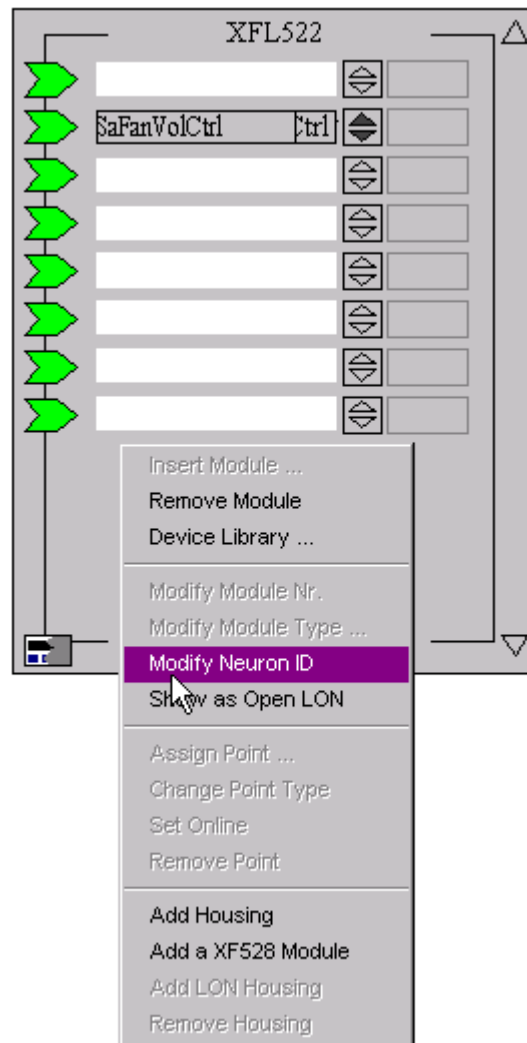 XFL522
SaFanVolCtrl Ctrl
Insert Module ...
Remove Module
Device Library ...
Modify Module Nr.
Modify Module Type ...
Modify Neuron ID
Show as Open LON
Assign Point ...
Change Point Type
Set Online
Remove Point
Add Housing
Add a XF528 Module
Add LON Housing
Remove Housing